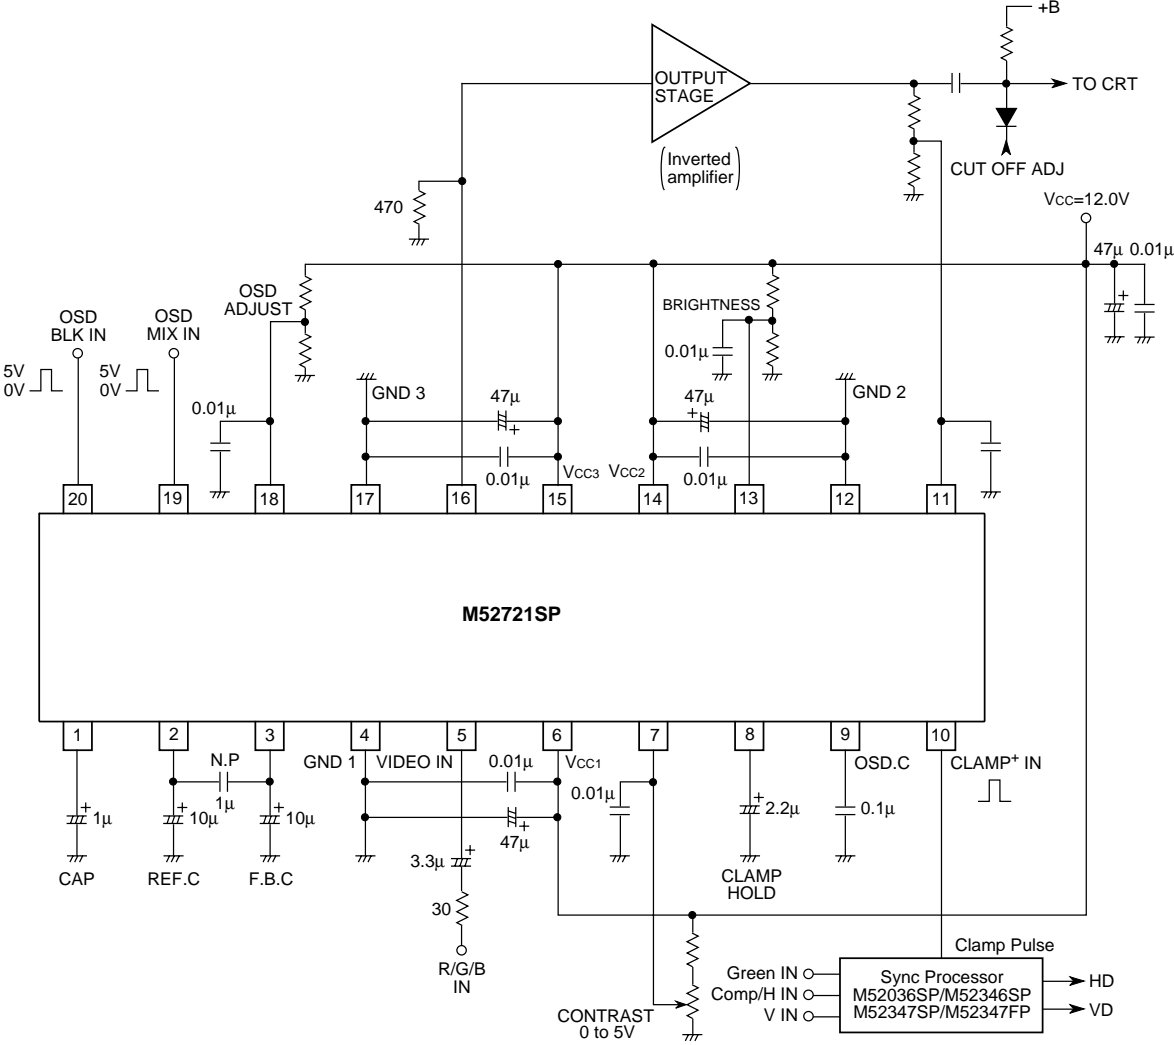 +B
OUTPUT
STAGE
TO CRT
(Inverted
amplifier)
CUT OFF ADJ
470
VCC=12.0V
47µ 0.01µ
+
OSD
ADJUST
BRIGHTNESS
OSD
BLK IN
OSD
MIX IN
0.01µ
5V
0V
5V
0V
0.01µ
GND 3
47µ
+
47µ
+
GND 2
0.01µ
VCC3
VCC2
0.01µ
20
19
18
17
16
15
14
13
12
11
M52721SP
1
2
3
4
5
6
7
8
9
10
N.P
1µ
GND 1
VIDEO IN
0.01µ
VCC1
OSD.C
CLAMP+ IN
0.01µ
+
1µ
+
10µ
+
10µ
+
47µ
+
2.2µ
0.1µ
3.3µ
+
CAP
REF.C
F.B.C
CLAMP
HOLD
30
R/G/B
IN
Clamp Pulse
CONTRAST
0 to 5V
Green IN
Comp/H IN
V IN
Sync Processor
M52036SP/M52346SP
M52347SP/M52347FP
HD
VD